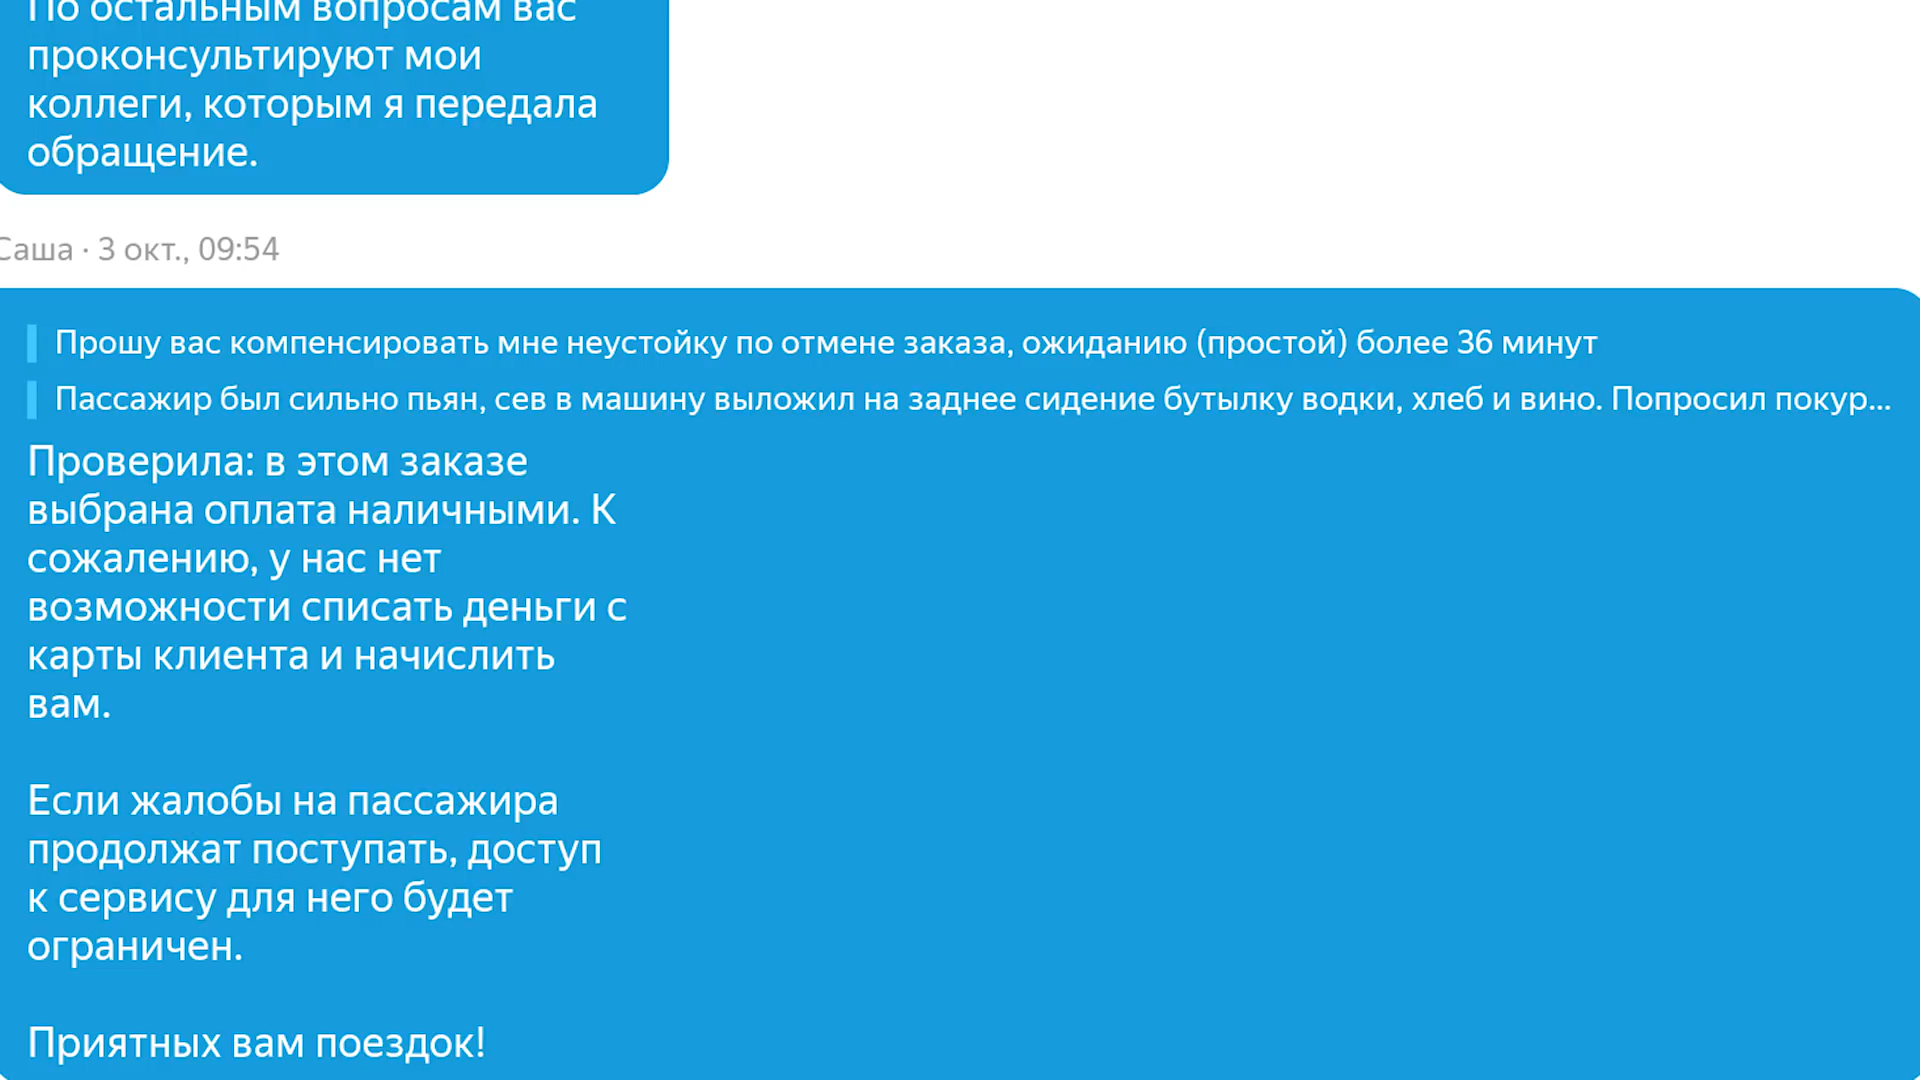 По остальным вопросам вас
проконсультируют мои
коллеги, которым я передала
обращение.
Саша · 3 окт., 09:54
Прошу вас компенсировать мне неустойку по отмене заказа, ожиданию (простой) более 36 минут
Пассажир был сильно пьян, сев в машину выложил на заднее сидение бутылку водки, хлеб и вино. Попросил покур...
Проверила: в этом заказе
выбрана оплата наличными. К
сожалению, у нас нет
возможности списать деньги с
карты клиента и начислить
вам.
Если жалобы на пассажира
продолжат поступать, доступ
к сервису для него будет
ограничен.
Приятных вам поездок!